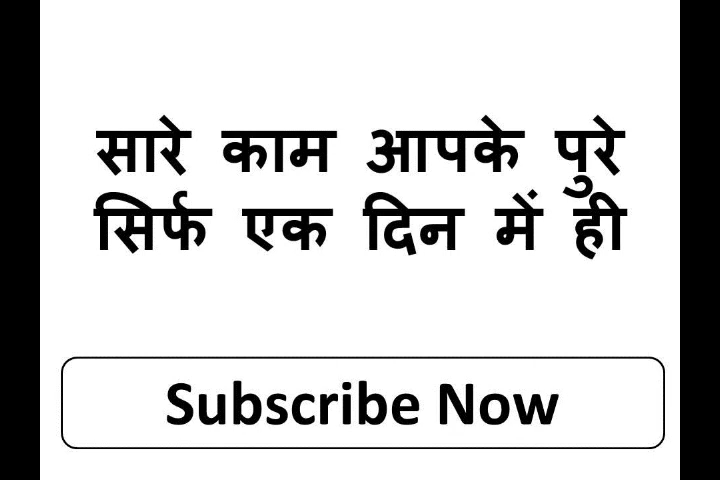 सारे काम आपके पुरे
सिर्फ एक दिन में ही
Subscribe Now